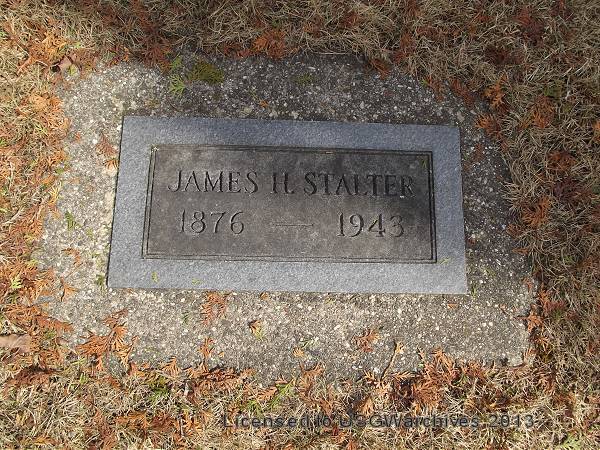 JAMES H. STALTER
1876 — 1943
Licensed to USGWarchives 2013